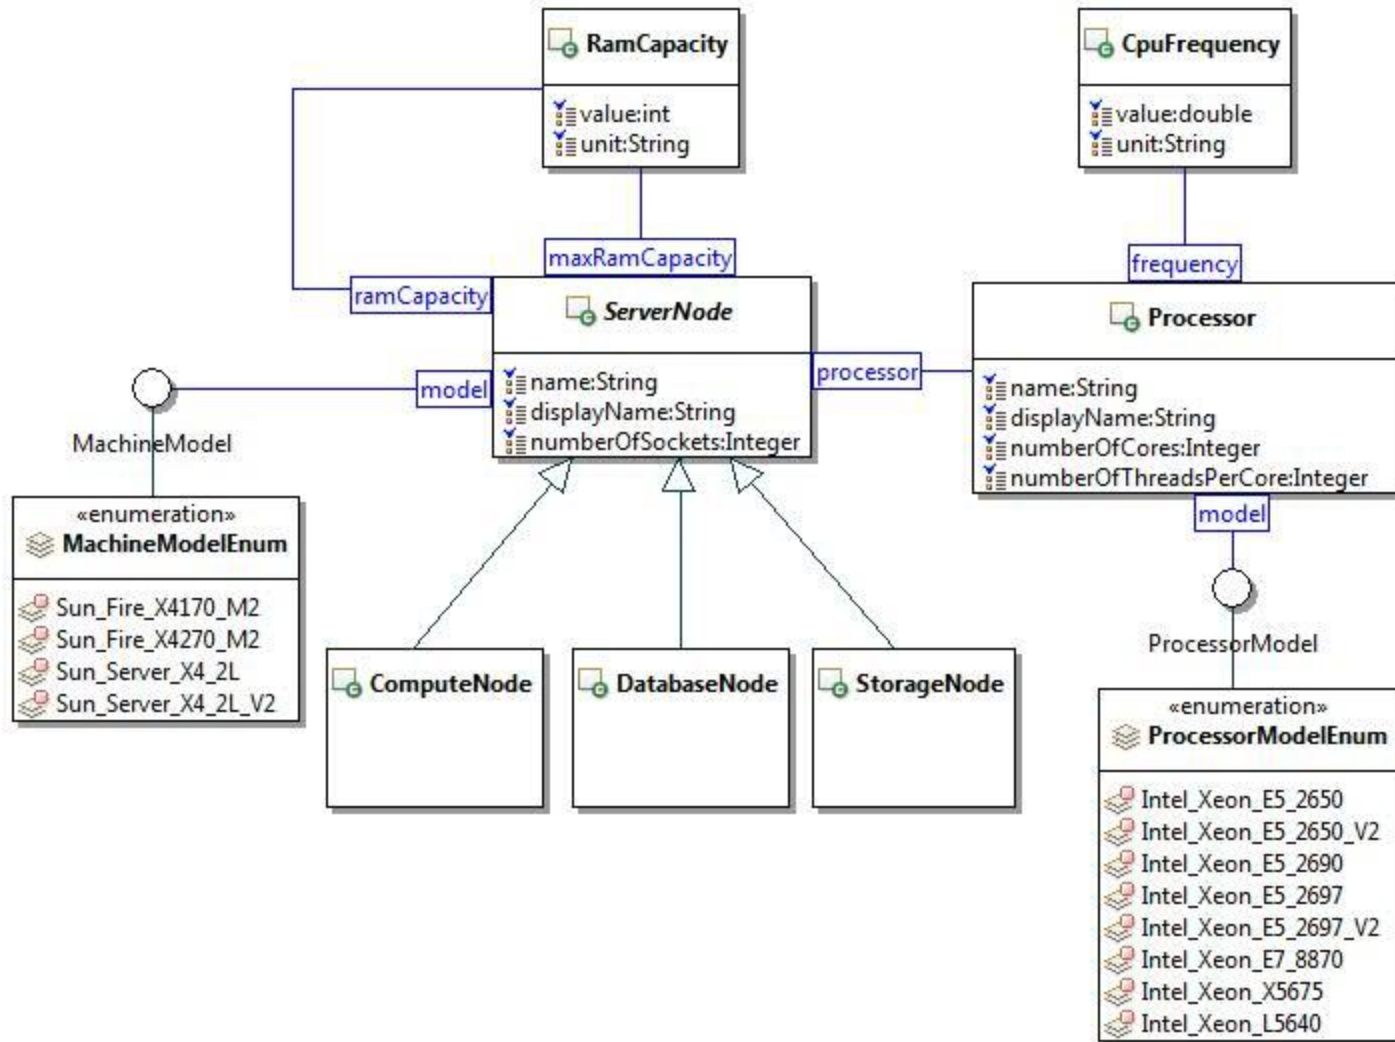 RamCapacity
value:int
unit:String
CpuFrequency
value:double
unit:String
maxRamCapacity
frequency
ramCapacity
ServerNode
name:String
displayName:String
numberOfSockets:Integer
processor
Processor
name:String
displayName:String
numberOfCores:Integer
numberOfThreadsPerCore:Integer
model
MachineModel
«enumeration»
MachineModelEnum
Sun_Fire_X4170_M2
Sun_Fire_X4270_M2
Sun_Server_X4_2L
Sun_Server_X4_2L_V2
model
ProcessorModel
ComputeNode
DatabaseNode
StorageNode
«enumeration»
ProcessorModelEnum
Intel_Xeon_E5_2650
Intel_Xeon_E5_2650_V2
Intel_Xeon_E5_2690
Intel_Xeon_E5_2697
Intel_Xeon_E5_2697_V2
Intel_Xeon_E7_8870
Intel_Xeon_X5675
Intel_Xeon_L5640